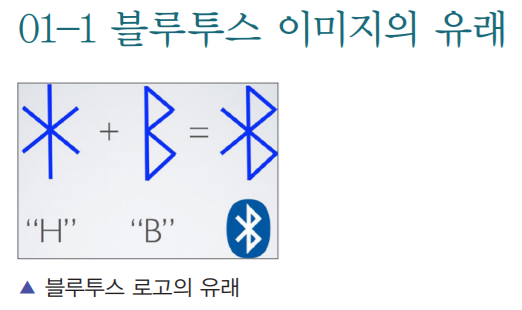 01-1 블루투스 이미지의 유래
+ =
“H” “B”
▲ 블루투스 로고의 유래